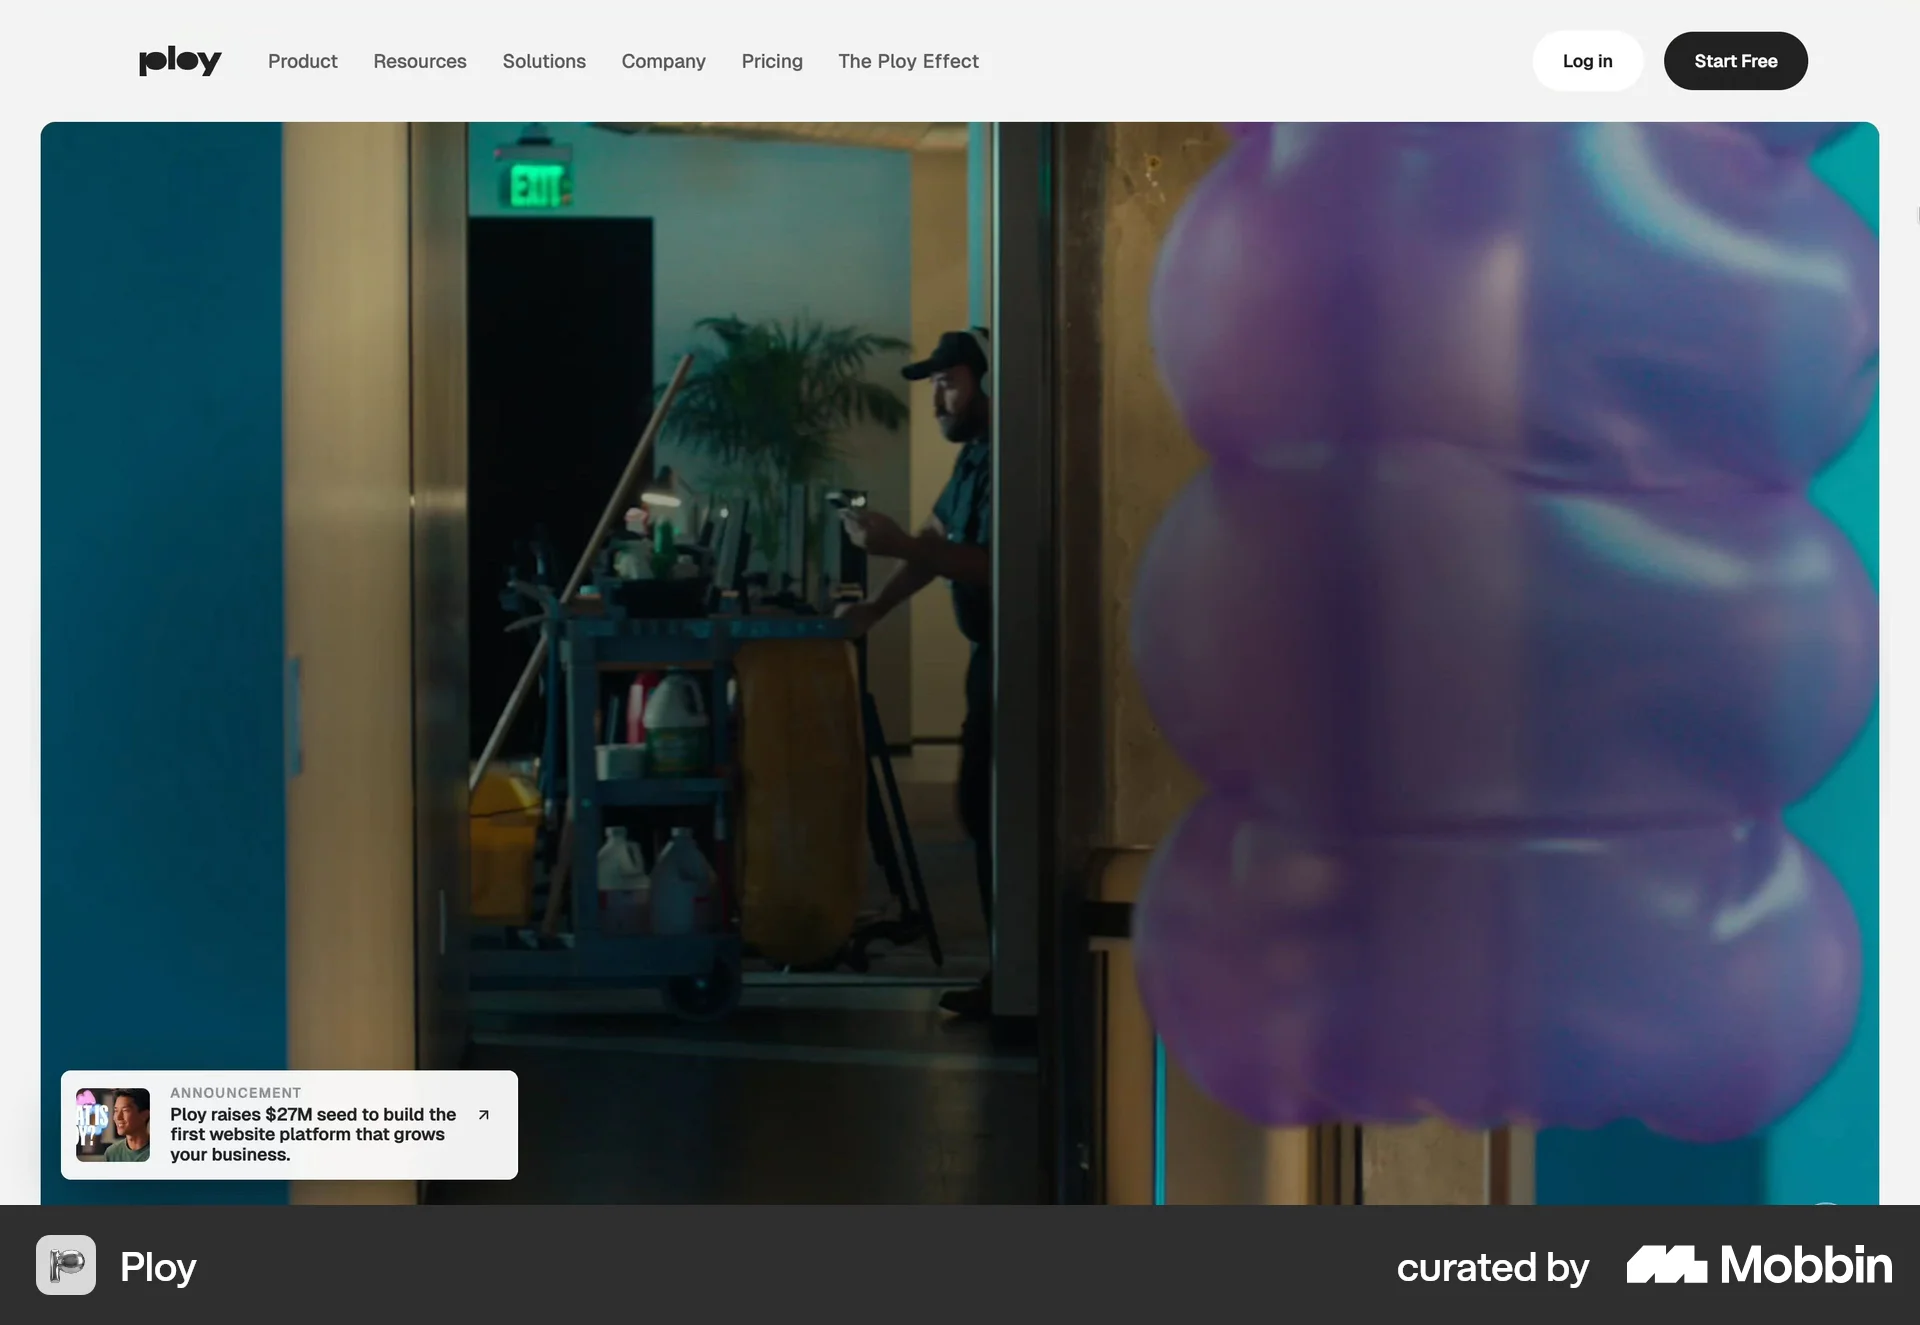 ploy
Product
Resources
Solutions
Company
Pricing
The Ploy Effect
Log in
Start Free
EXIT
ANNOUNCEMENT
Ploy raises $27M seed to build the
first website platform that grows
your business.
Ploy
curated by
Mobbin